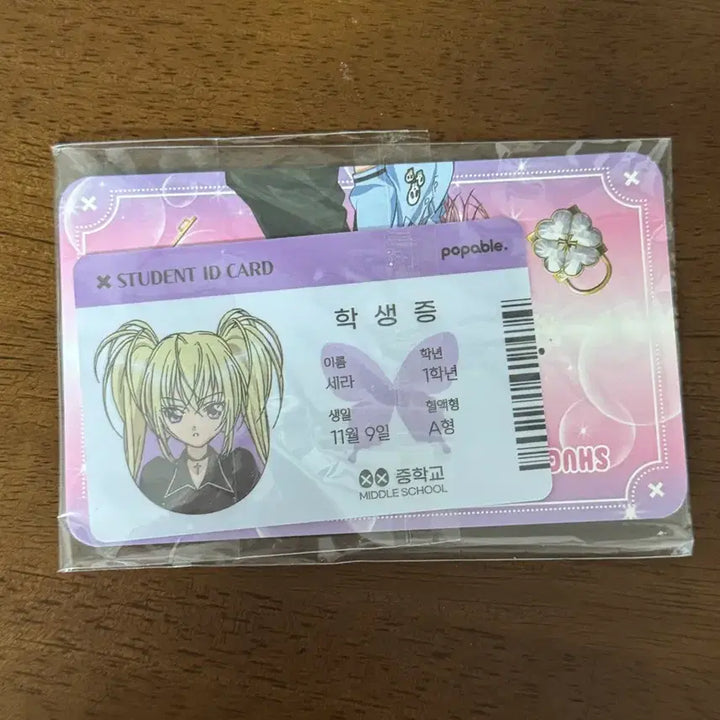 STUDENT ID CARD
popable.
학 생 증
이름
세라
학년
1학년
생일
11월 9일
혈액형
A형
중학교
MIDDLE SCHOOL